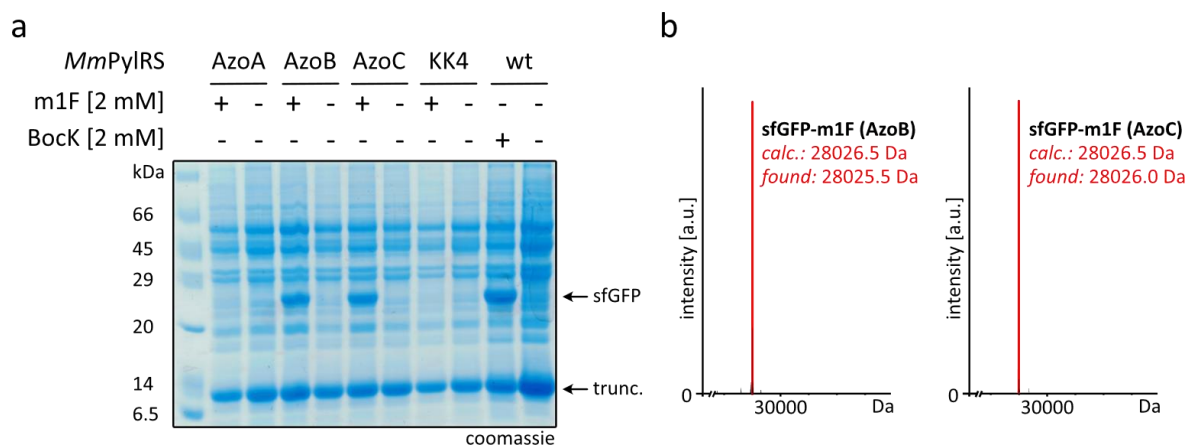 a
MmPylRS AzoA AzoB AzoC KK4 wt
m1F [2 mM] + - + - + - + - - -
BocK [2 mM] - - - - - - - - + -
kDa
66
45
29
sfGFP
20
14
trunc.
6.5
coomassie
b
sfGFP-m1F (AzoB)
calc.: 28026.5 Da
found: 28025.5 Da
intensity [a.u.]
0
30000 Da
sfGFP-m1F (AzoC)
calc.: 28026.5 Da
found: 28026.0 Da
intensity [a.u.]
0
30000 Da